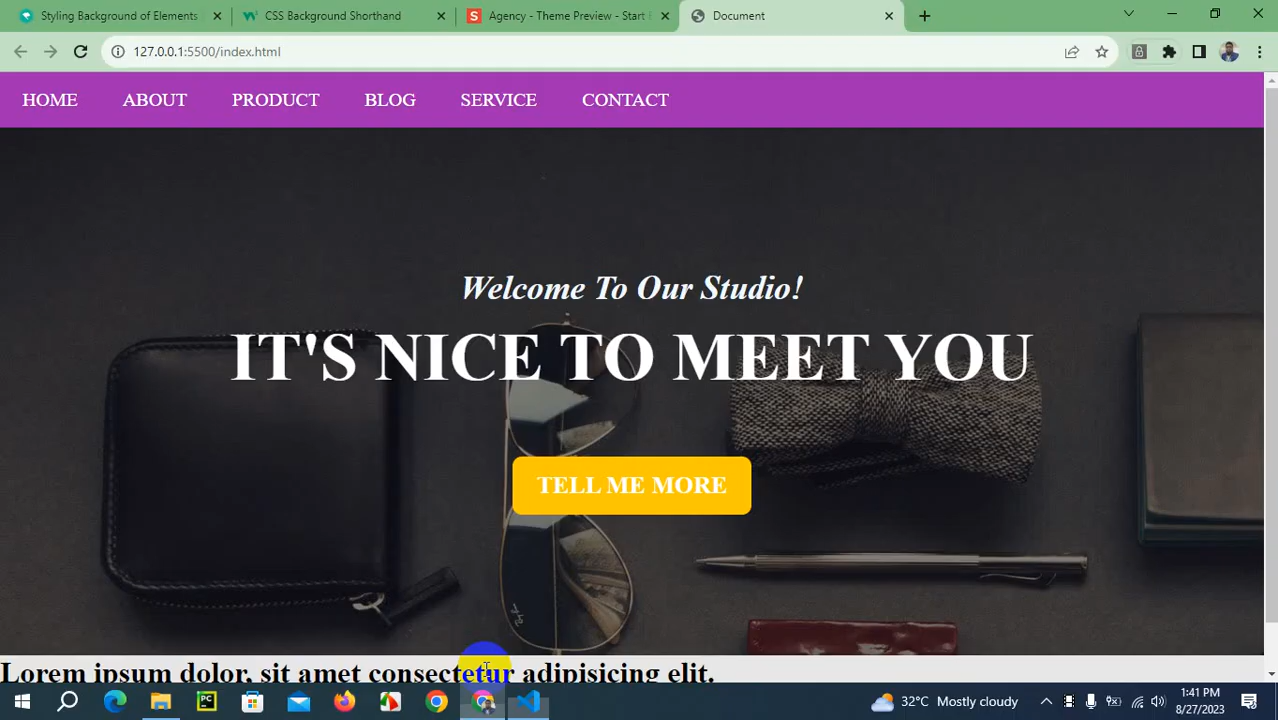 Styling Background of Elements
CSS Background Shorthand
Agency - Theme Preview - Start
Document
127.0.0.1:5500/index.html
HOME ABOUT PRODUCT BLOG SERVICE CONTACT
Welcome To Our Studio!
IT'S NICE TO MEET YOU
TELL ME MORE
Lorem ipsum dolor, sit amet consectetur adipisicing elit.
32°C Mostly cloudy
1:41 PM
8/27/2023